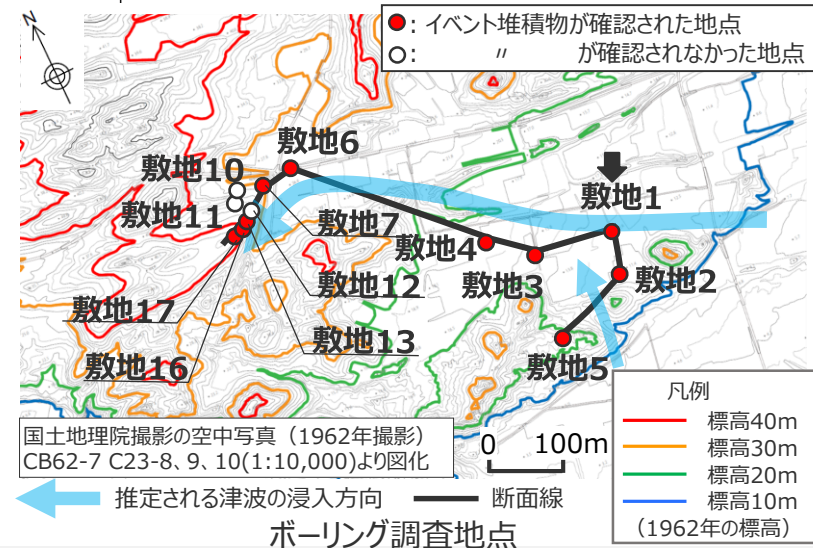 N
●: イベント堆積物が確認された地点
○: 〃 が確認されなかった地点
敷地6
敷地10
敷地1
敷地11
敷地7
敷地4
敷地3
敷地2
敷地12
敷地17
敷地13
敷地16
敷地5
凡例
標高40m
標高30m
標高20m
標高10m
(1962年の標高)
国土地理院撮影の空中写真（1962年撮影）
CB62-7 C23-8、9、10(1:10,000)より図化
0 100m
推定される津波の浸入方向 断面線
ボーリング調査地点